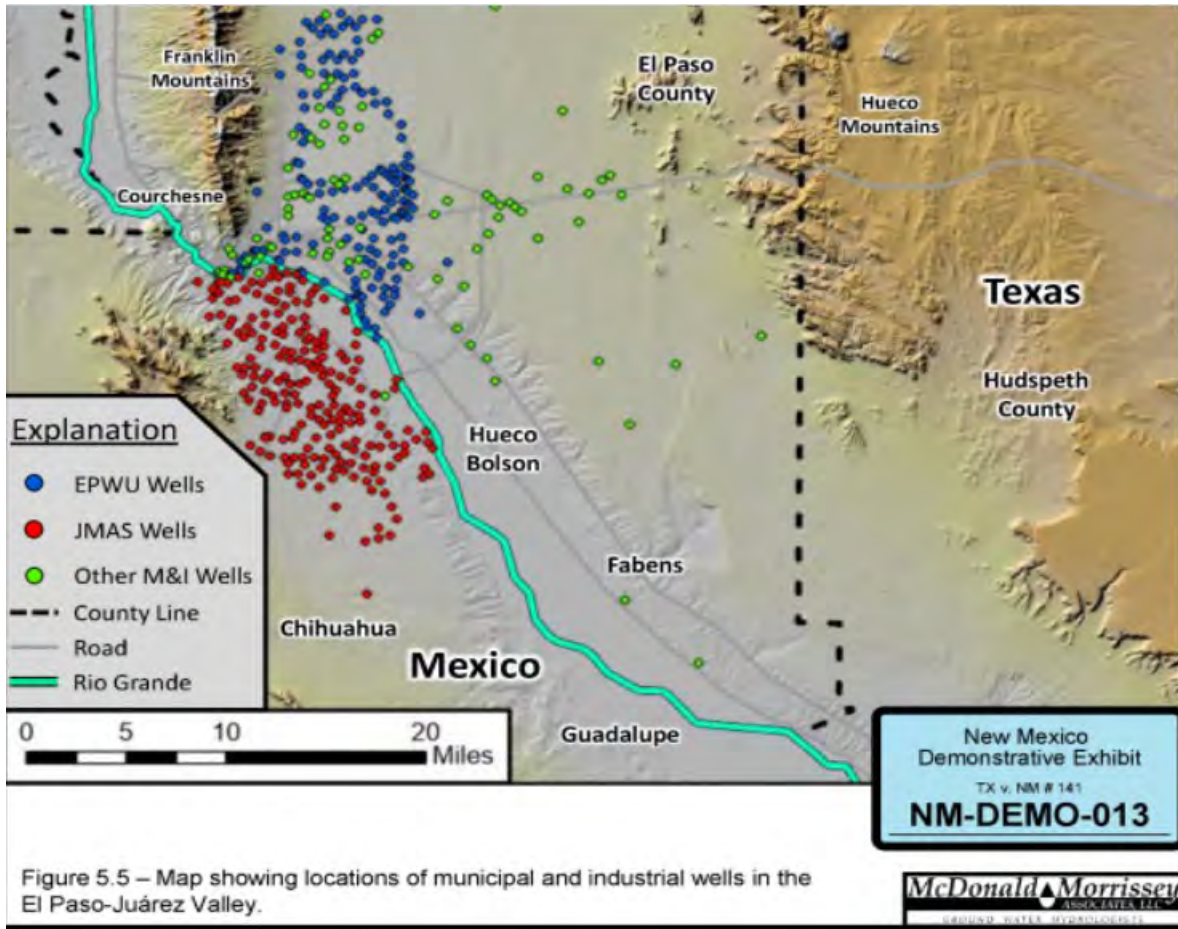 Franklin
Mountains
El Paso
County
Hueco
Mountains
Courchesne
Texas
Hudspeth
County
Hueco
Bolson
Explanation
EPWU Wells
JMAS Wells
Other M&I Wells
County Line
Road
Rio Grande
Fabens
Chihuahua
Mexico
Guadalupe
0 5 10 20
Miles
New Mexico
Demonstrative Exhibit
TX v. NM # 141
NM-DEMO-013
Figure 5.5 – Map showing locations of municipal and industrial wells in the
El Paso-Juárez Valley.
McDonald Morrissey
ASSOCIATES, LLC
GROUND WATER HYDROLOGISTS